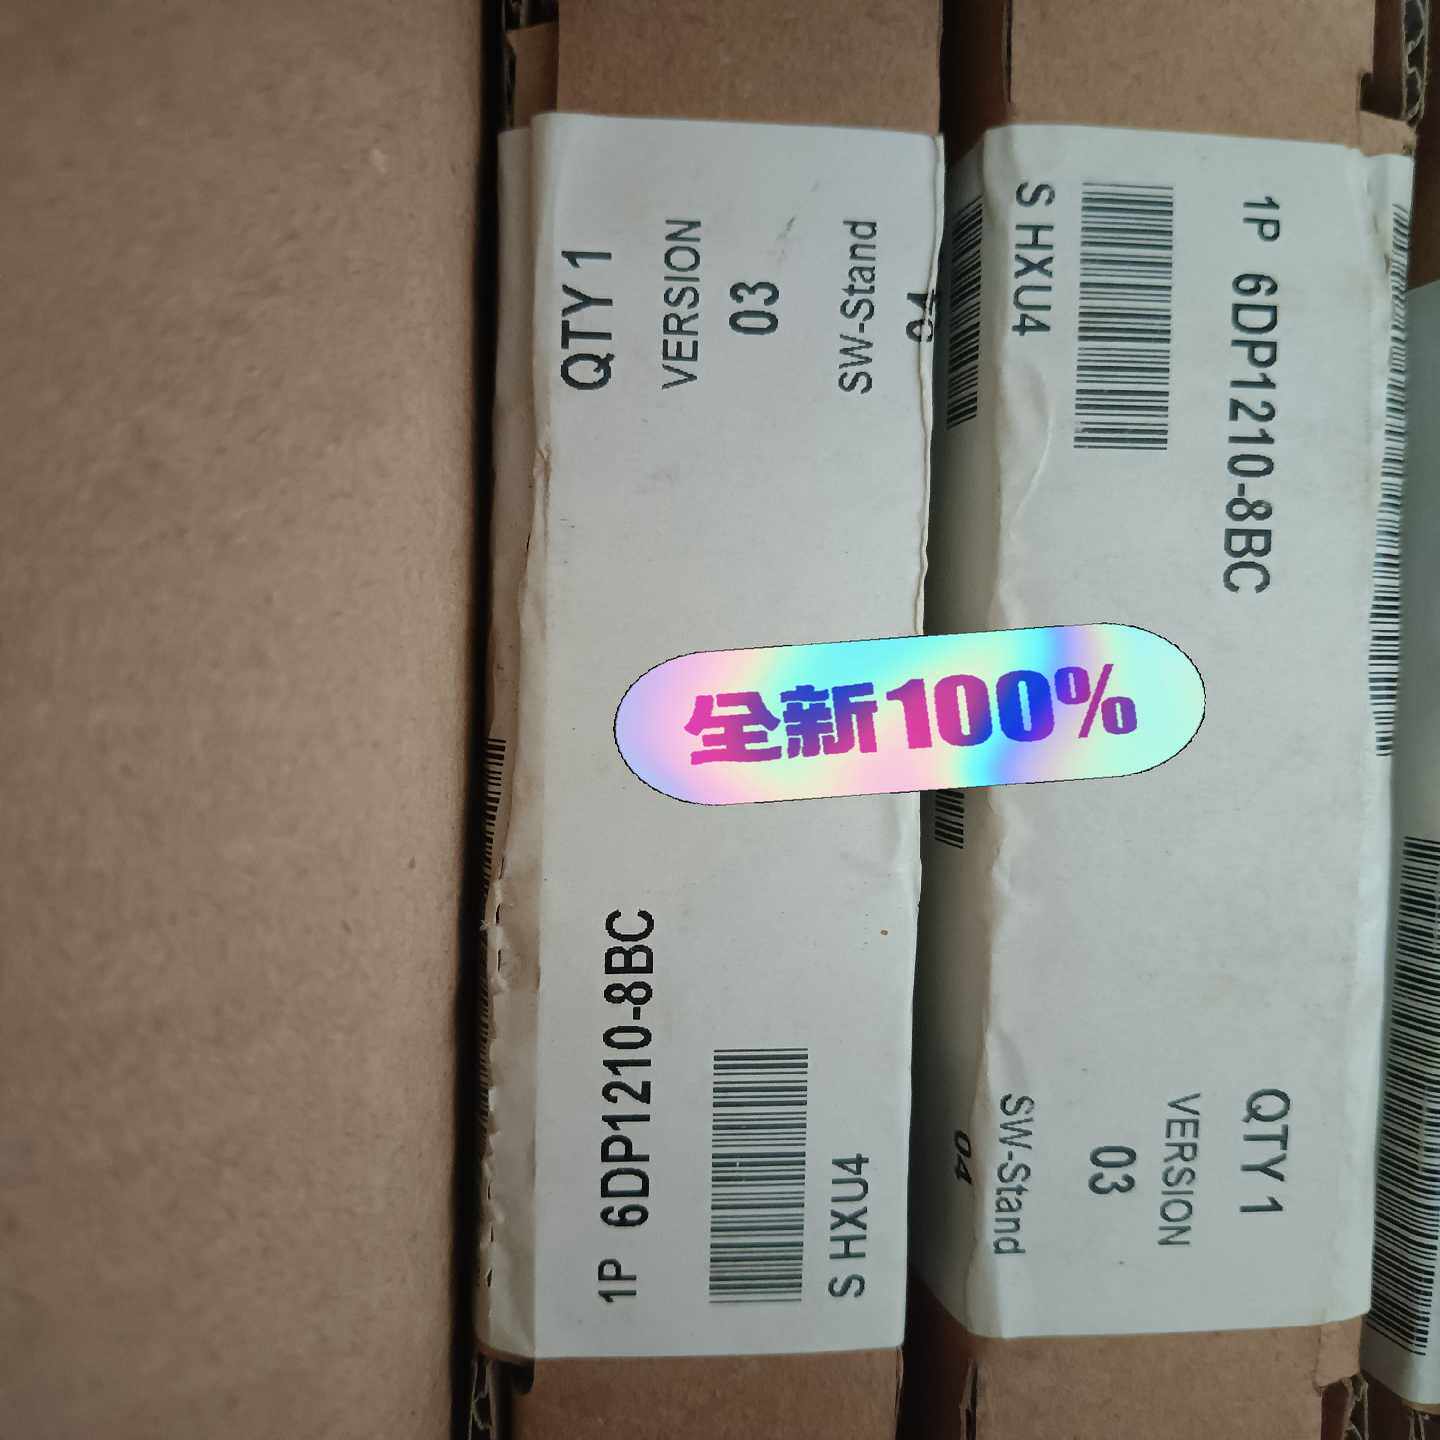 QTY 1
VERSION
03
SW-Stand
04
1P 6DP1210-8BC
S HXU4
全新100%
1P 6DP1210-8BC
S HXU4
QTY 1
VERSION
03
SW-Stand
04